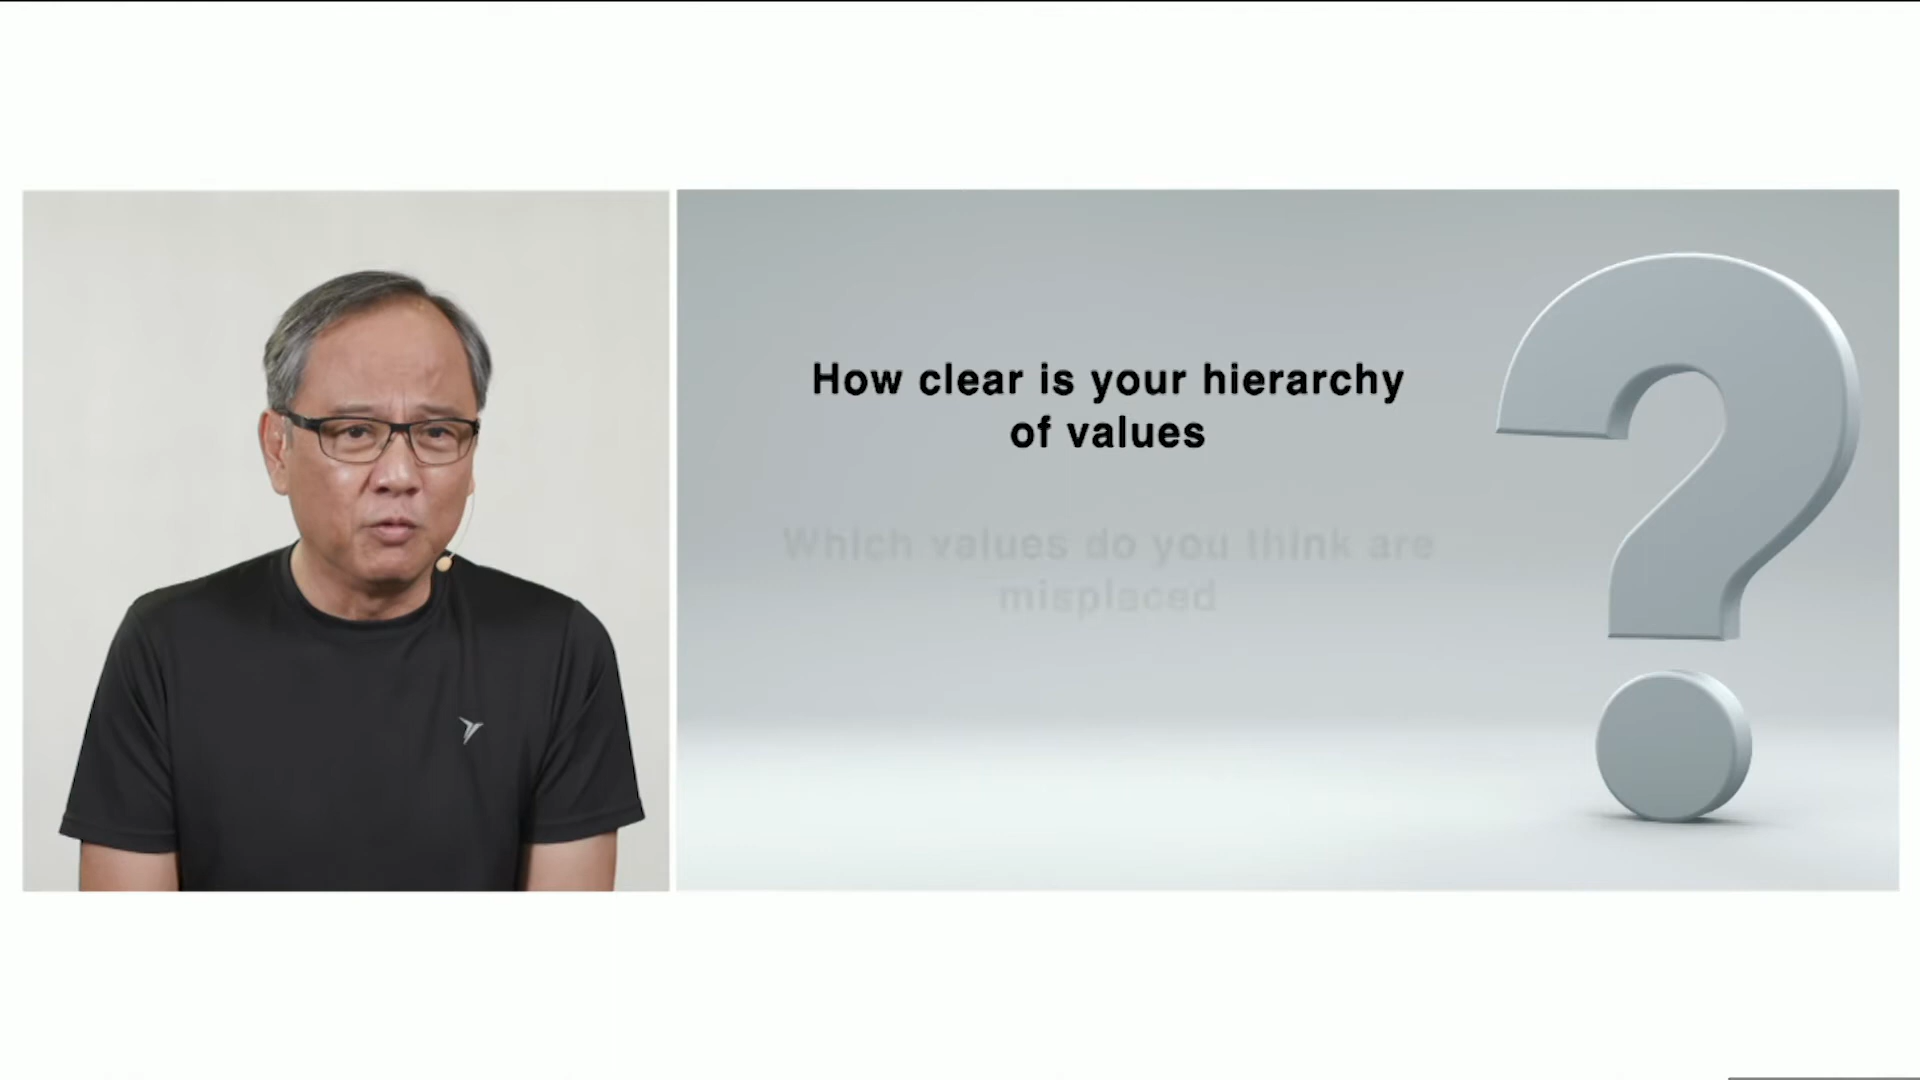 How clear is your hierarchy
of values
Which values do you think are
misplaced